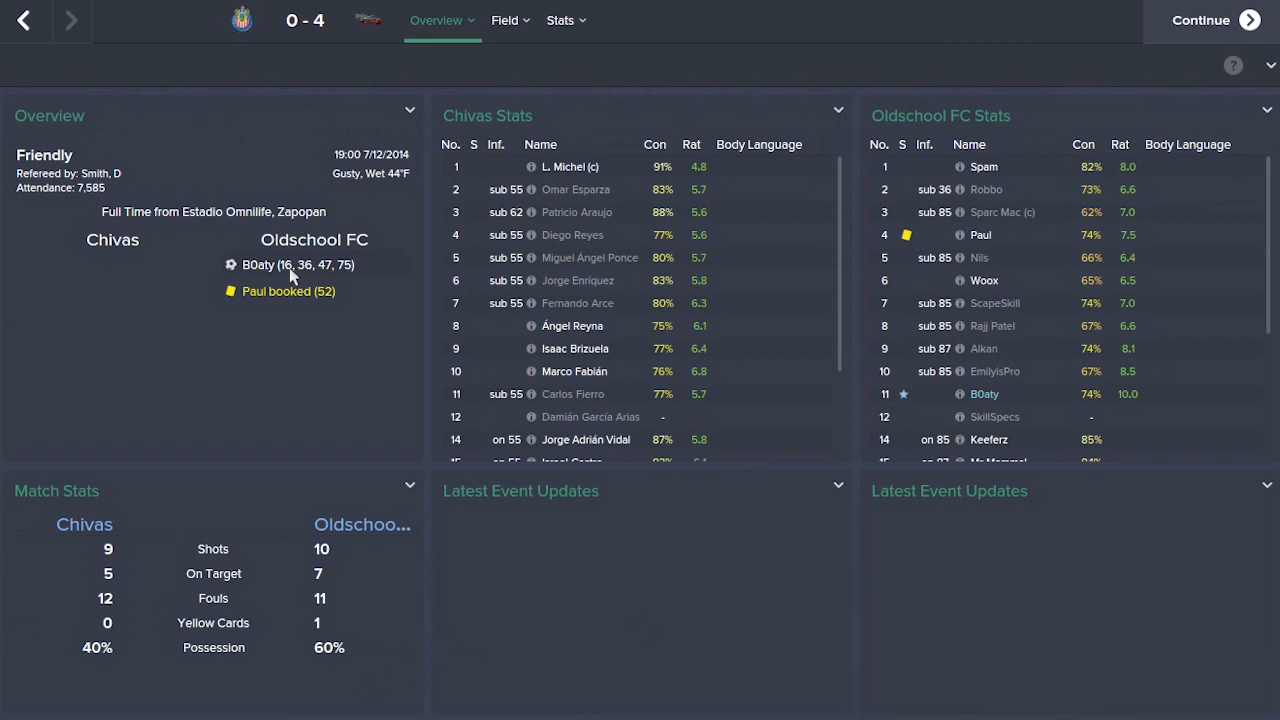 0 - 4
Overview
Field
Stats
Continue
?
Overview
Friendly
19:00 7/12/2014
Refereed by: Smith, D
Gusty, Wet 44°F
Attendance: 7,585
Full Time from Estadio Omnilife, Zapopan
Chivas Oldschool FC
B0aty (16, 36, 47, 75)
Paul booked (52)
Chivas Stats
No. S Inf. Name Con Rat Body Language
1 L. Michel (c) 91% 4.8
2 sub 55 Omar Esparza 83% 5.7
3 sub 62 Patricio Araujo 88% 5.6
4 sub 55 Diego Reyes 77% 5.6
5 sub 55 Miguel Ángel Ponce 80% 5.7
6 sub 55 Jorge Enríquez 83% 5.8
7 sub 55 Fernando Arce 80% 6.3
8 Ángel Reyna 75% 6.1
9 Isaac Brizuela 77% 6.4
10 Marco Fabián 76% 6.8
11 sub 55 Carlos Fierro 77% 5.7
12 Damián García Arias -
14 on 55 Jorge Adrián Vidal 87% 5.8
Oldschool FC Stats
No. S Inf. Name Con Rat Body Language
1 Spam 82% 8.0
2 sub 36 Robbo 73% 6.6
3 sub 85 Sparc Mac (c) 62% 7.0
4 Paul 74% 7.5
5 sub 85 Nils 66% 6.4
6 Woox 65% 6.5
7 sub 85 ScapeSkill 74% 7.0
8 sub 85 Rajj Patel 67% 6.6
9 sub 87 Alkan 74% 8.1
10 sub 85 EmilyisPro 67% 8.5
11 B0aty 74% 10.0
12 SkillSpecs -
14 on 85 Keeferz 85%
Match Stats
Chivas Oldschoo...
9 Shots 10
5 On Target 7
12 Fouls 11
0 Yellow Cards 1
40% Possession 60%
Latest Event Updates
Latest Event Updates